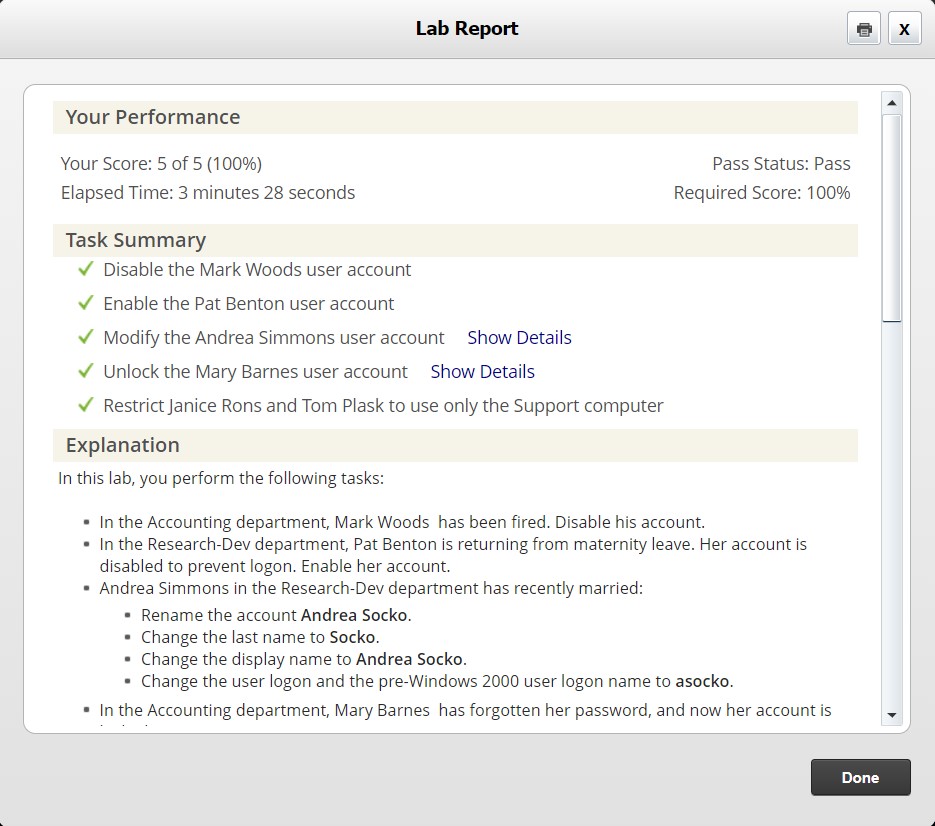 Lab Report
X
Your Performance
Your Score: 5 of 5 (100%)
Pass Status: Pass
Elapsed Time: 3 minutes 28 seconds
Required Score: 100%
Task Summary
Disable the Mark Woods user account
Enable the Pat Benton user account
Modify the Andrea Simmons user account Show Details
Unlock the Mary Barnes user account Show Details
Restrict Janice Rons and Tom Plask to use only the Support computer
Explanation
In this lab, you perform the following tasks:
In the Accounting department, Mark Woods has been fired. Disable his account.
In the Research-Dev department, Pat Benton is returning from maternity leave. Her account is
disabled to prevent logon. Enable her account.
Andrea Simmons in the Research-Dev department has recently married:
Rename the account Andrea Socko.
Change the last name to Socko.
Change the display name to Andrea Socko.
Change the user logon and the pre-Windows 2000 user logon name to asocko.
In the Accounting department, Mary Barnes has forgotten her password, and now her account is
Done